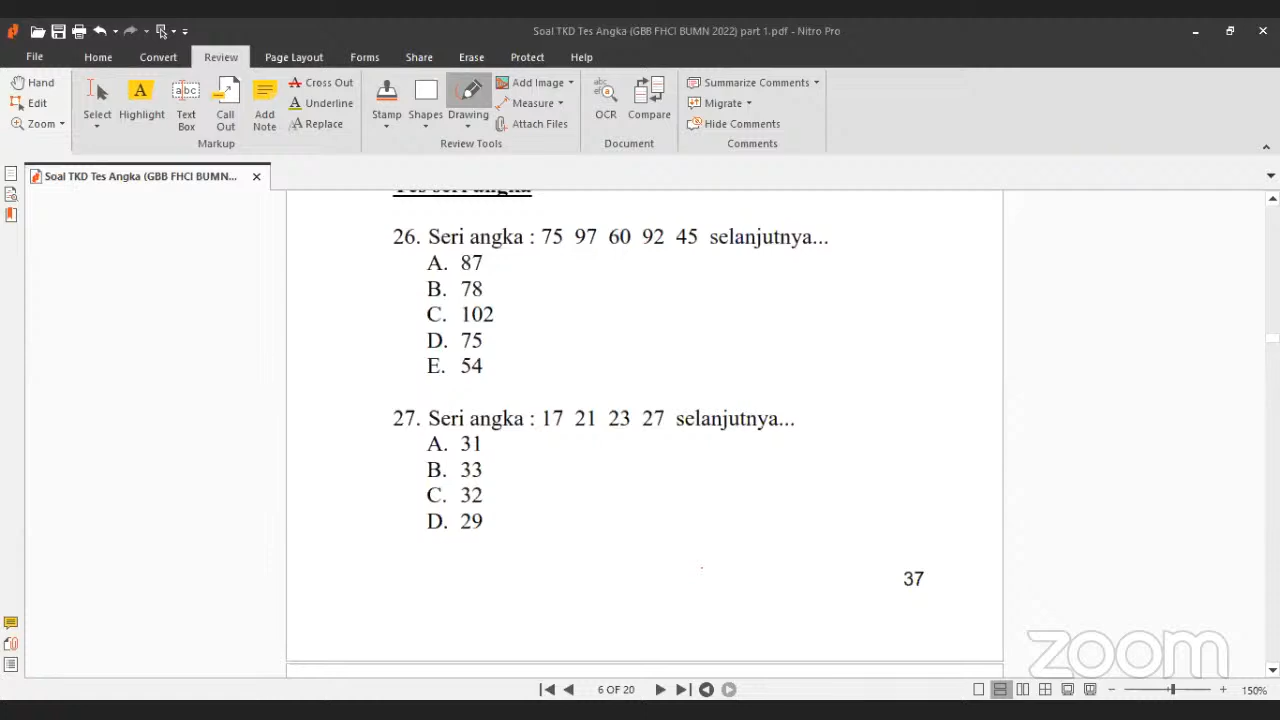 Soal TKD Tes Angka (GBB FHCI BUMN 2022) part 1.pdf - Nitro Pro
File Home Convert Review Page Layout Forms Share Erase Protect Help
Hand
Edit
Zoom
Select
Highlight
Text Box
Call Out
Add Note
Cross Out
Underline
Replace
Markup
Stamp
Shapes
Drawing
Add Image
Measure
Attach Files
Review Tools
OCR
Compare
Document
Summarize Comments
Migrate
Hide Comments
Comments
Soal TKD Tes Angka (GBB FHCI BUMN...
Tes seri angka
26. Seri angka : 75 97 60 92 45 selanjutnya...
A. 87
B. 78
C. 102
D. 75
E. 54
27. Seri angka : 17 21 23 27 selanjutnya...
A. 31
B. 33
C. 32
D. 29
37
zoom
6 OF 20
150%